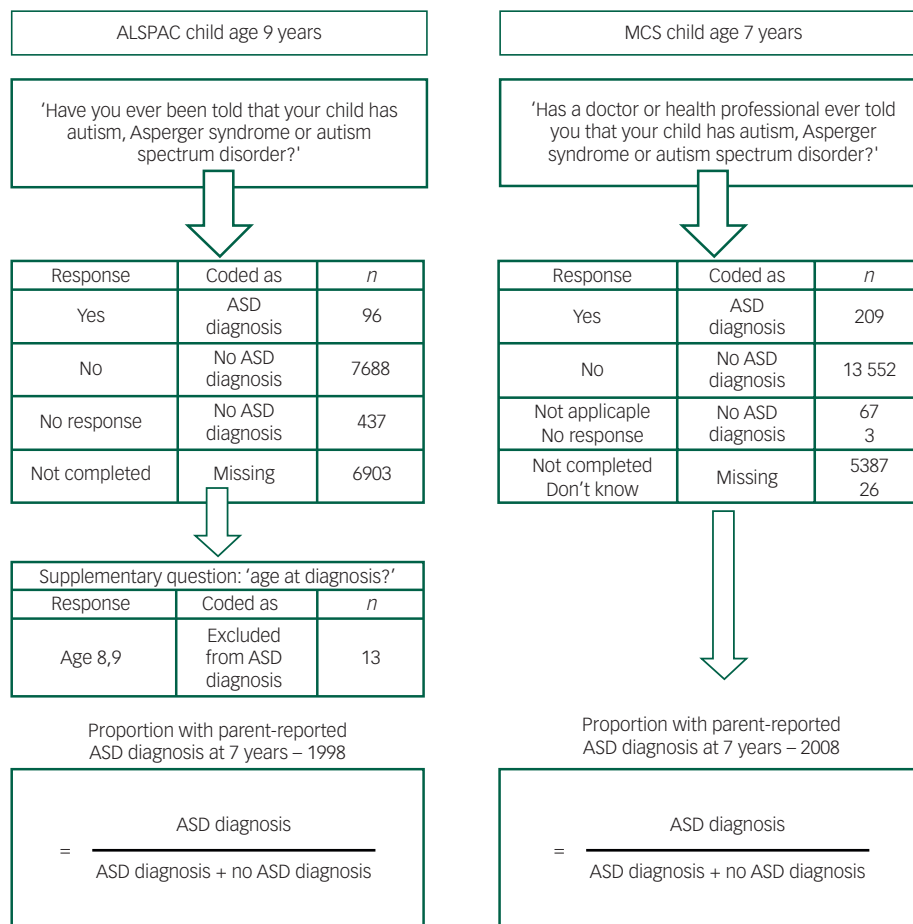 ALSPAC child age 9 years
'Have you ever been told that your child has
autism, Asperger syndrome or autism
spectrum disorder?'
Response Coded as n
Yes ASD
diagnosis 96
No No ASD
diagnosis 7688
No response No ASD
diagnosis 437
Not completed Missing 6903
Supplementary question: 'age at diagnosis?'
Response Coded as n
Age 8,9 Excluded
from ASD
diagnosis 13
Proportion with parent-reported
ASD diagnosis at 7 years – 1998
= ASD diagnosis
ASD diagnosis + no ASD diagnosis
MCS child age 7 years
'Has a doctor or health professional ever told
you that your child has autism, Asperger
syndrome or autism spectrum disorder?'
Response Coded as n
Yes ASD
diagnosis 209
No No ASD
diagnosis 13 552
Not applicaple No ASD 67
No response diagnosis 3
Not completed Missing 5387
Don't know 26
Proportion with parent-reported
ASD diagnosis at 7 years – 2008
= ASD diagnosis
ASD diagnosis + no ASD diagnosis